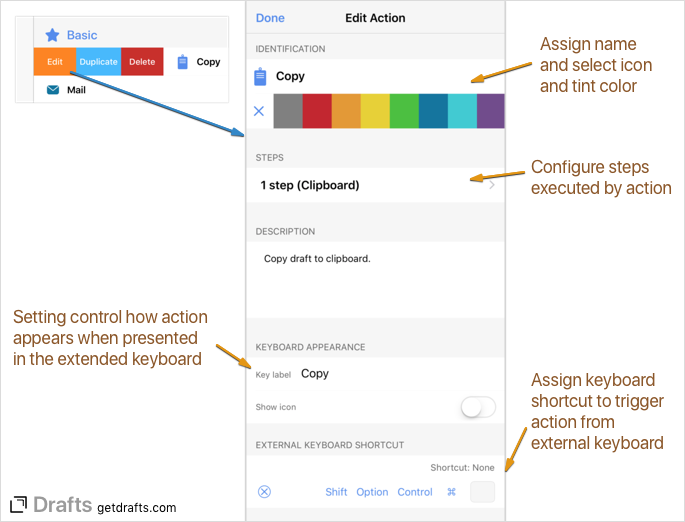 Basic
Edit Duplicate Delete Copy
Mail
Done Edit Action
IDENTIFICATION
Copy
Assign name
and select icon
and tint color
STEPS
1 step (Clipboard)
Configure steps
executed by action
DESCRIPTION
Copy draft to clipboard.
Setting control how action
appears when presented
in the extended keyboard
KEYBOARD APPEARANCE
Key label Copy
Show icon
Assign keyboard
shortcut to trigger
action from
external keyboard
EXTERNAL KEYBOARD SHORTCUT
Shortcut: None
Shift Option Control ⌘
Drafts getdrafts.com